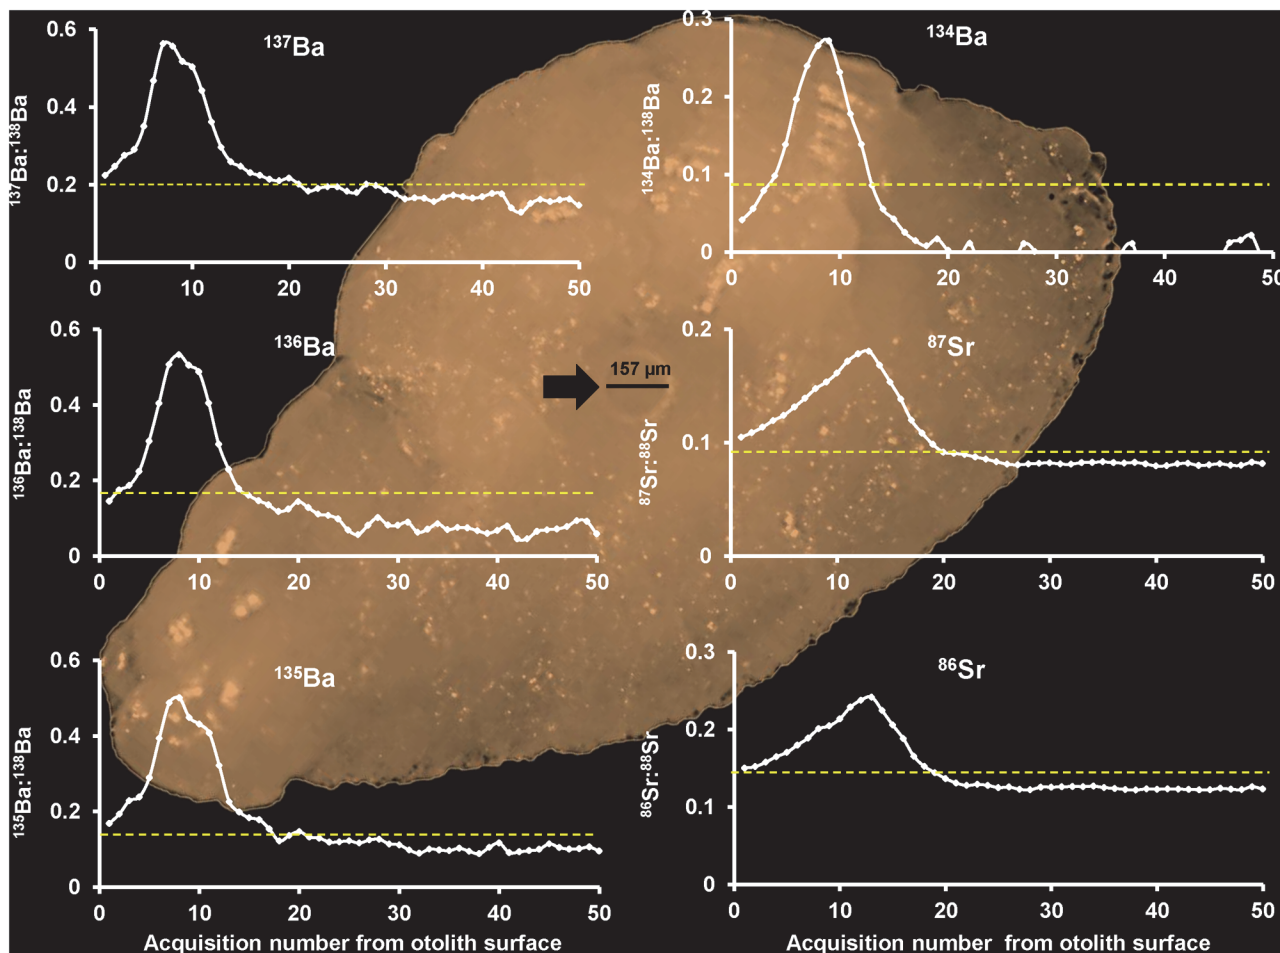 0.6
0.4
0.2
0
¹³⁷Ba
¹³⁷Ba:¹³⁸Ba
0 10 20 30 40 50
0.3
0.2
0.1
0
¹³⁴Ba
¹³⁴Ba:¹³⁸Ba
0 10 20 30 40 50
0.6
0.4
0.2
0
¹³⁶Ba
¹³⁶Ba:¹³⁸Ba
0 10 20 30 40 50
157 µm
0.2
0.1
0
⁸⁷Sr
⁸⁷Sr:⁸⁸Sr
0 10 20 30 40 50
0.6
0.4
0.2
0
¹³⁵Ba
¹³⁵Ba:¹³⁸Ba
0 10 20 30 40 50
Acquisition number from otolith surface
0.3
0.2
0.1
0
⁸⁶Sr
⁸⁶Sr:⁸⁸Sr
0 10 20 30 40 50
Acquisition number from otolith surface